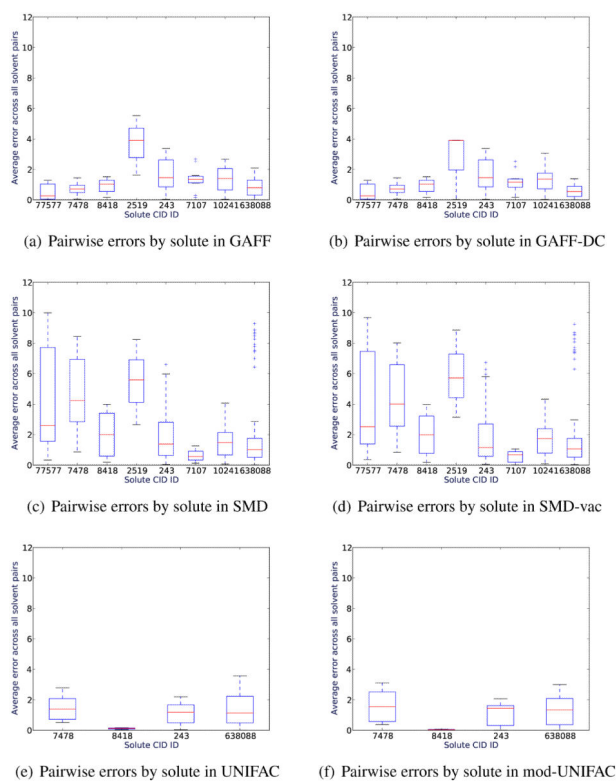 12
10
8
6
4
2
0
Average error across all solvent pairs
77577 7478 8418 2519 243 7107 10241 638088
Solute CID ID
(a) Pairwise errors by solute in GAFF
12
10
8
6
4
2
0
Average error across all solvent pairs
77577 7478 8418 2519 243 7107 10241 638088
Solute CID ID
(b) Pairwise errors by solute in GAFF-DC
12
10
8
6
4
2
0
Average error across all solvent pairs
77577 7478 8418 2519 243 7107 10241 638088
Solute CID ID
(c) Pairwise errors by solute in SMD
12
10
8
6
4
2
0
Average error across all solvent pairs
77577 7478 8418 2519 243 7107 10241 638088
Solute CID ID
(d) Pairwise errors by solute in SMD-vac
12
10
8
6
4
2
0
Average error across all solvent pairs
7478 8418 243 638088
Solute CID ID
(e) Pairwise errors by solute in UNIFAC
12
10
8
6
4
2
0
Average error across all solvent pairs
7478 8418 243 638088
Solute CID ID
(f) Pairwise errors by solute in mod-UNIFAC